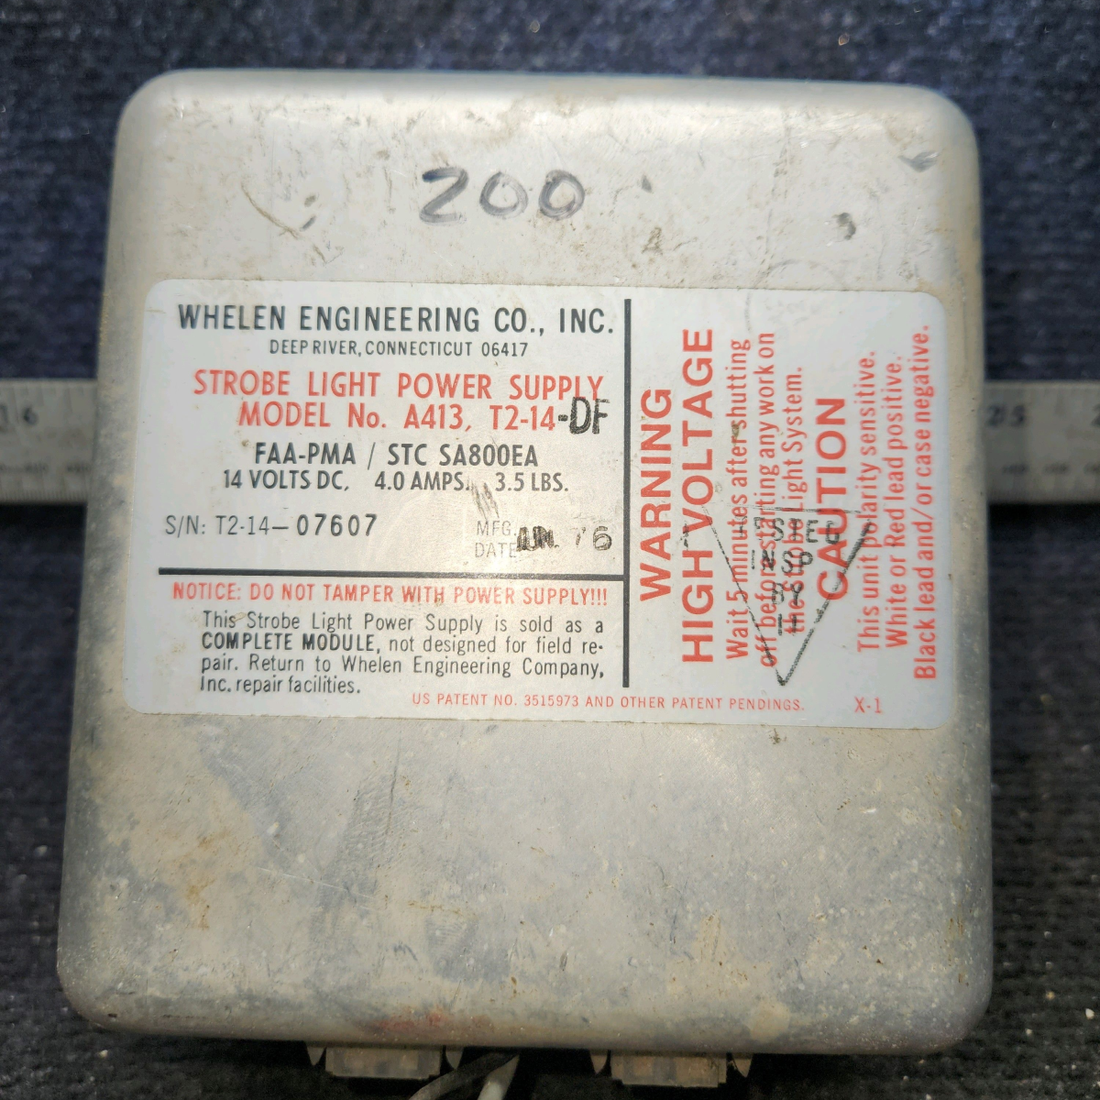 200
WHELEN ENGINEERING CO., INC.
DEEP RIVER, CONNECTICUT 06417
STROBE LIGHT POWER SUPPLY
MODEL No. A413, T2-14-DF
FAA-PMA / STC SA800EA
14 VOLTS DC, 4.0 AMPS. 3.5 LBS.
S/N: T2-14-07607
MFG.
DATE 76
NOTICE: DO NOT TAMPER WITH POWER SUPPLY!!!
This Strobe Light Power Supply is sold as a
COMPLETE MODULE, not designed for field re-
pair. Return to Whelen Engineering Company,
Inc. repair facilities.
US PATENT NO. 3515973 AND OTHER PATENT PENDINGS.
X-1
WARNING
HIGH VOLTAGE
Wait 5 minutes after shutting
off before starting any work on
the Strobe Light System.
CAUTION
This unit polarity sensitive.
White or Red lead positive.
Black lead and/or case negative.
INSP
BY
6